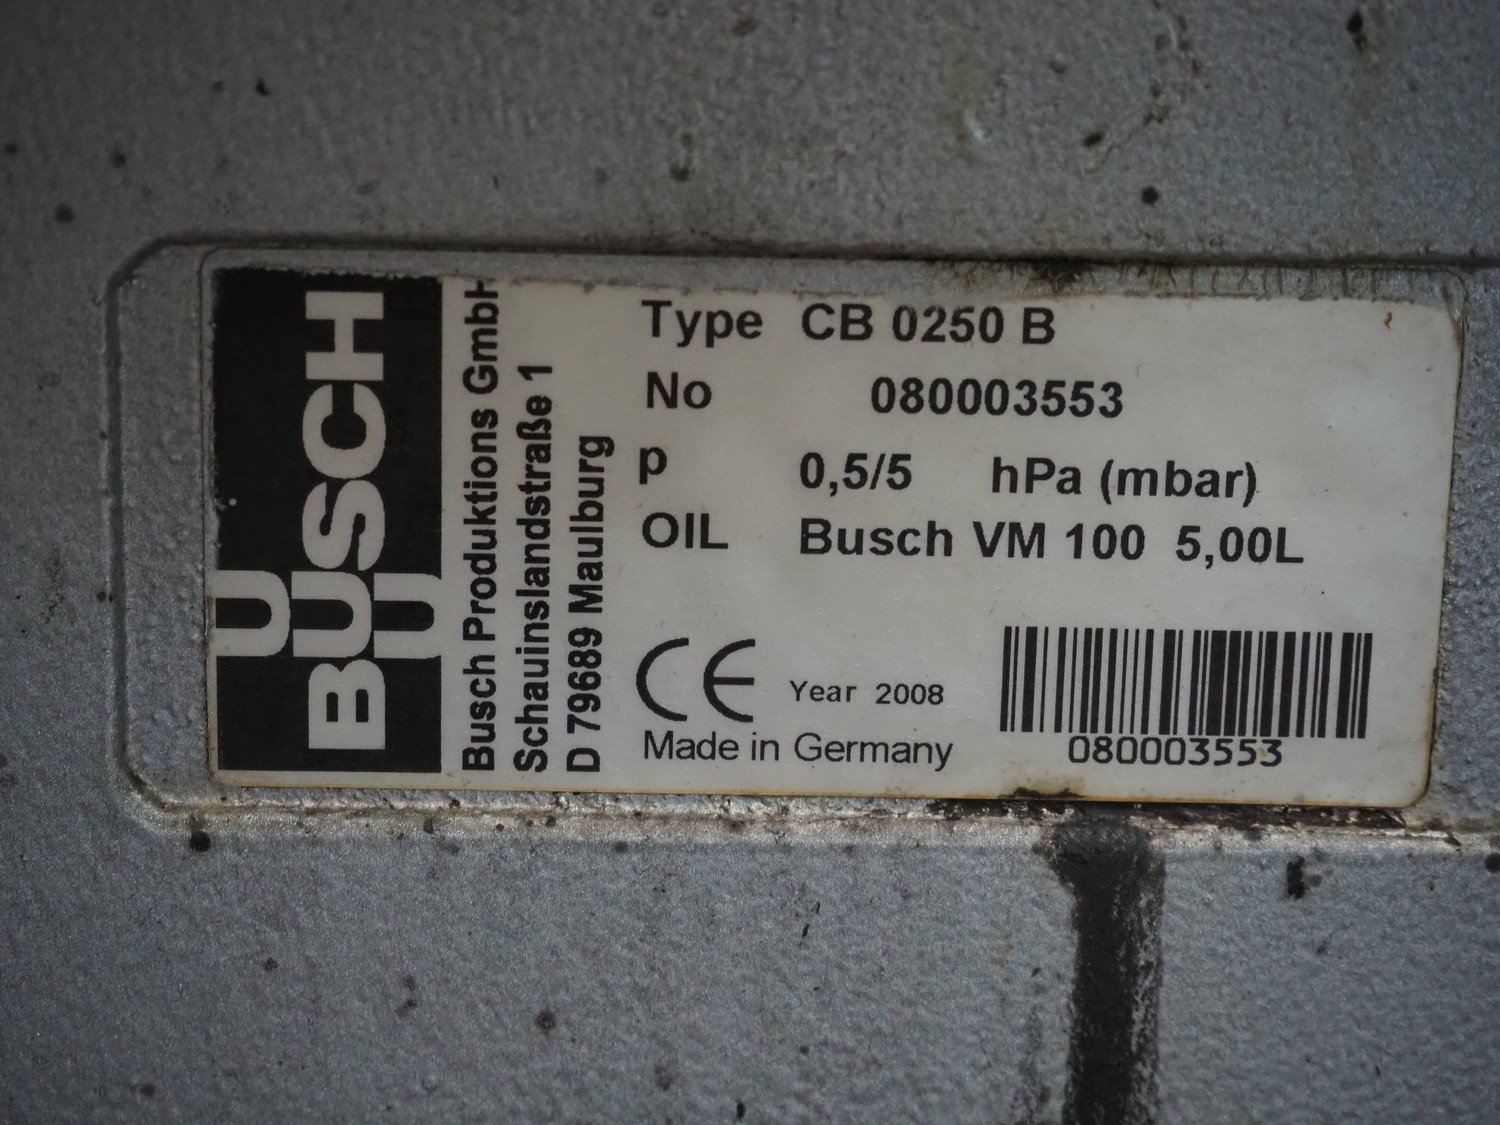 BUSCH
Busch Produktions GmbH
Schauinslandstraße 1
D 79689 Maulburg
Type CB 0250 B
No 080003553
p 0,5/5 hPa (mbar)
OIL Busch VM 100 5,00L
CE Year 2008
Made in Germany
080003553